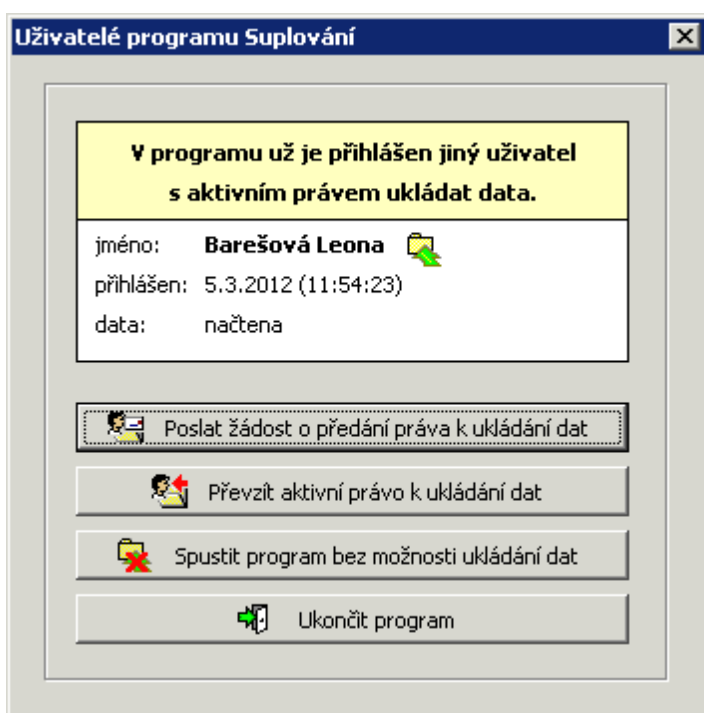 Uživatelé programu Suplování
V programu už je přihlášen jiný uživatel
s aktivním právem ukládat data.
jméno: Barešová Leona
přihlášen: 5.3.2012 (11:54:23)
data: načtena
Poslat žádost o předání práva k ukládání dat
Převzít aktivní právo k ukládání dat
Spustit program bez možnosti ukládání dat
Ukončit program